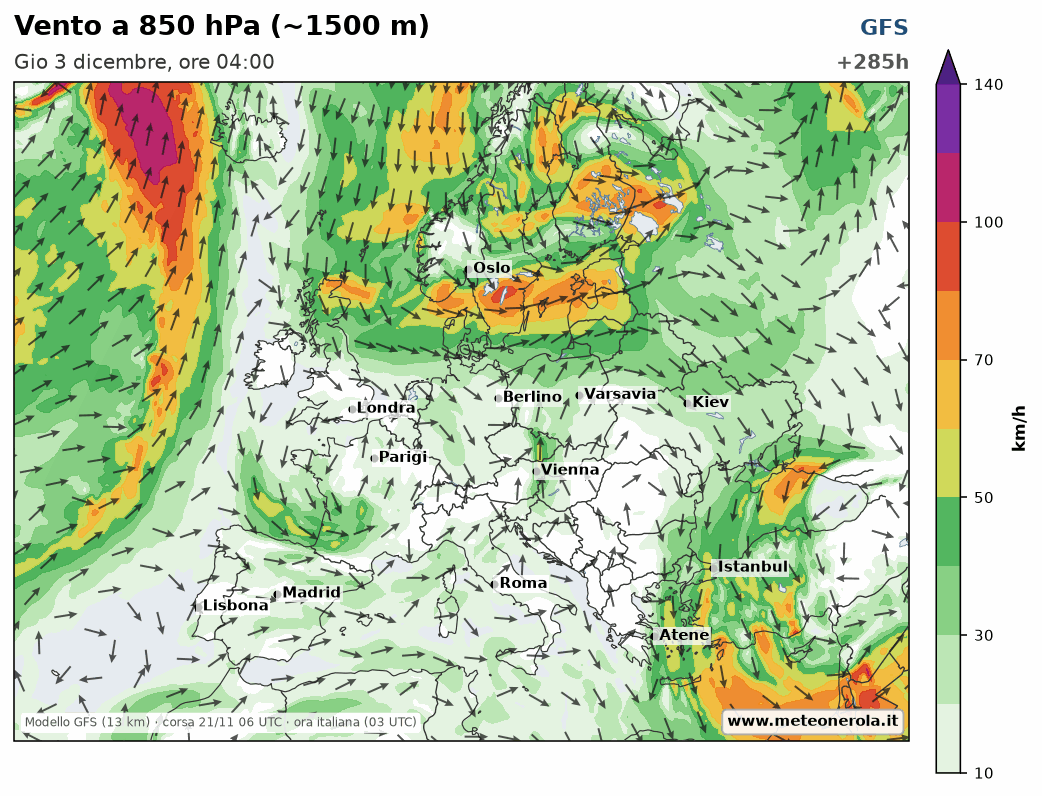 Vento a 850 hPa (~1500 m)
GFS
Gio 3 dicembre, ore 04:00
+285h
140
100
70
50
30
10
km/h
Oslo
Berlino
Varsavia
Kiev
Londra
Parigi
Vienna
Istanbul
Roma
Madrid
Lisbona
Atene
Modello GFS (13 km) · corsa 21/11 06 UTC · ora italiana (03 UTC)
www.meteonerola.it